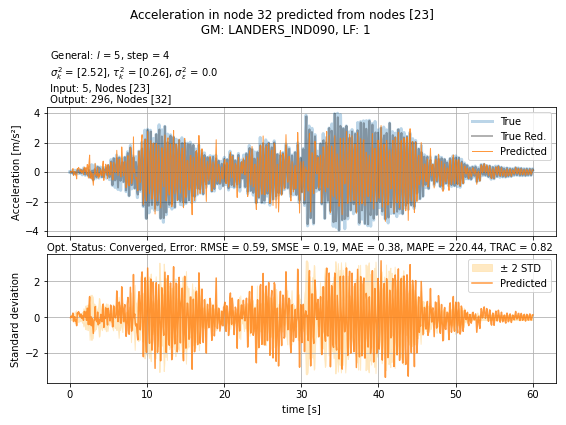 Acceleration in node 32 predicted from nodes [23]
GM: LANDERS_IND090, LF: 1
General: l = 5, step = 4
σ²ₖ = [2.52], τ²ₖ = [0.26], σ²ε = 0.0
Input: 5, Nodes [23]
Output: 296, Nodes [32]
Acceleration [m/s²]
4
2
0
−2
−4
True
True Red.
Predicted
Opt. Status: Converged, Error: RMSE = 0.59, SMSE = 0.19, MAE = 0.38, MAPE = 220.44, TRAC = 0.82
Standard deviation
2
0
−2
± 2 STD
Predicted
0
10
20
30
40
50
60
time [s]